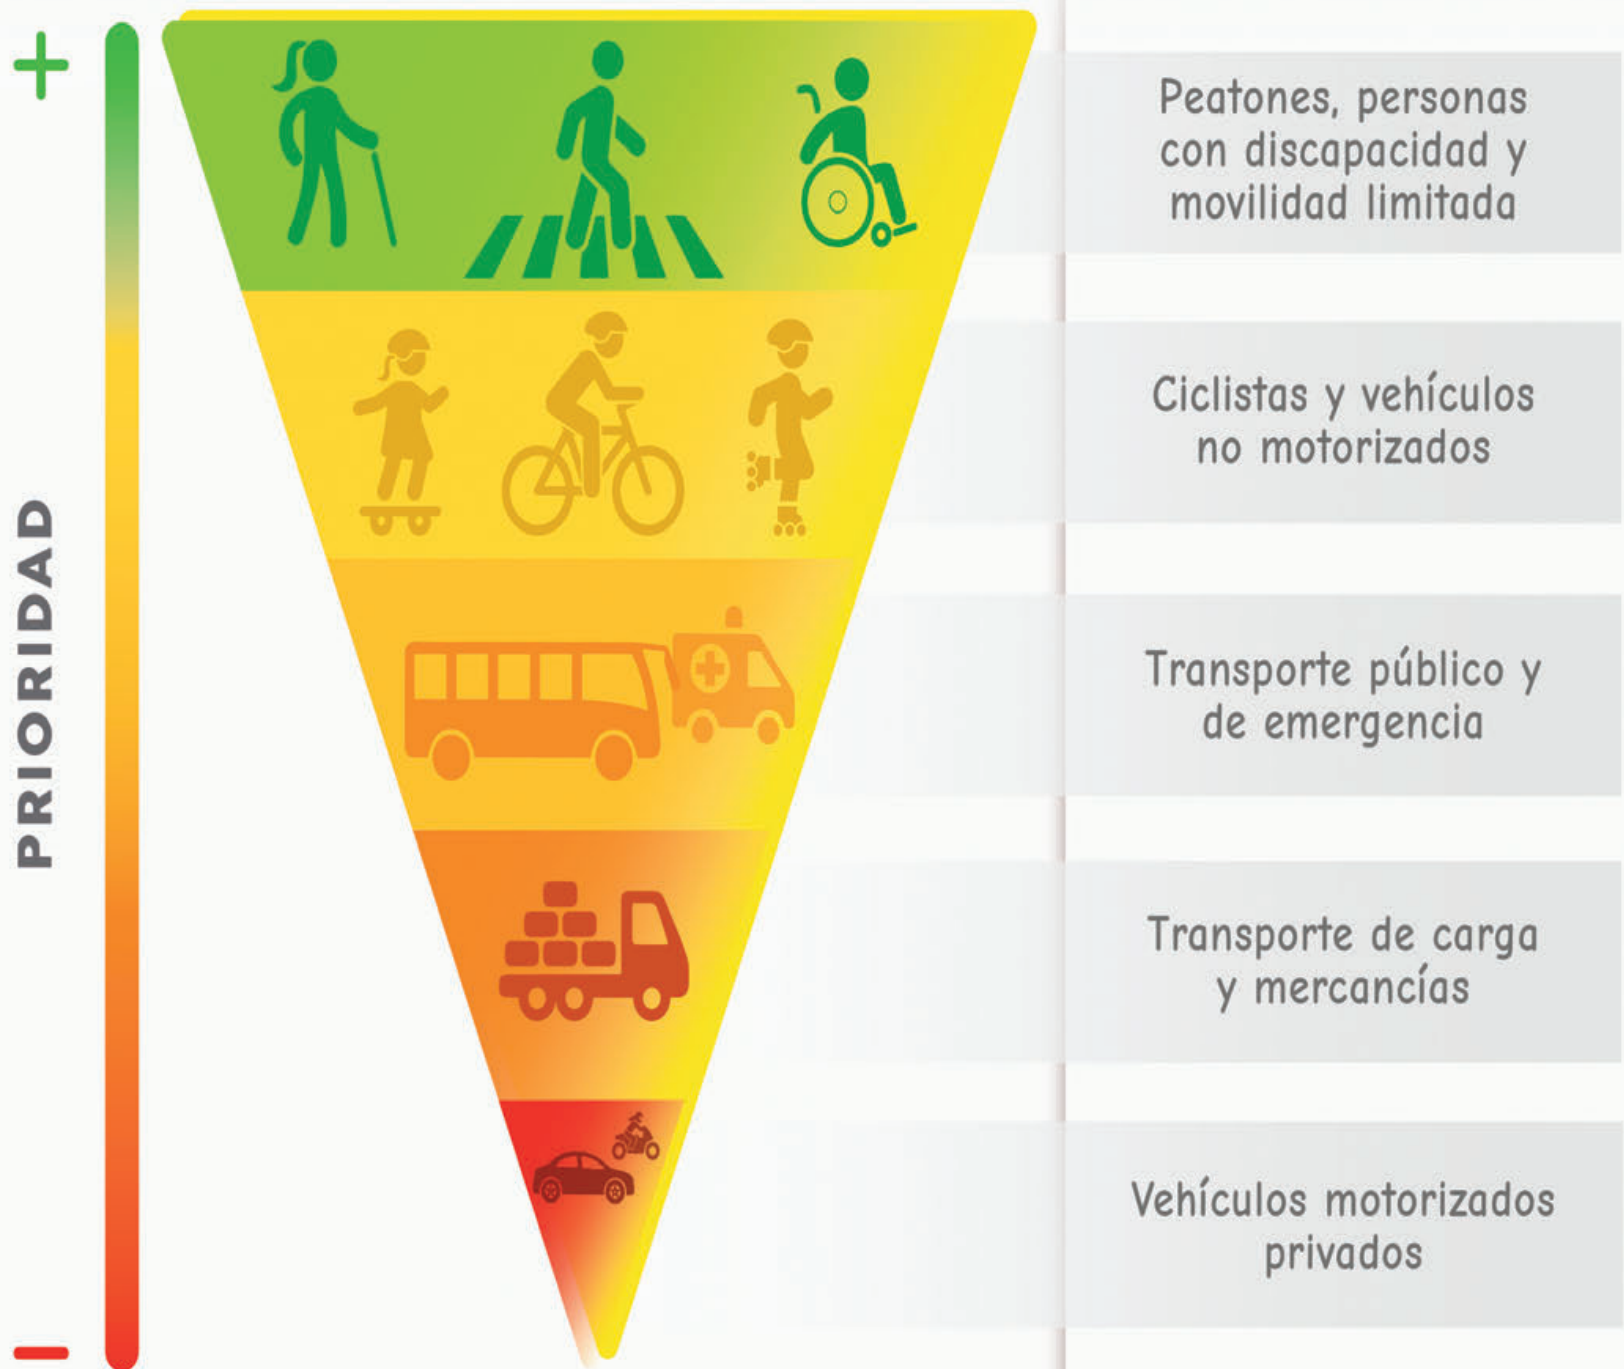 +
PRIORIDAD
-
Peatones, personas
con discapacidad y
movilidad limitada
Ciclistas y vehículos
no motorizados
Transporte público y
de emergencia
Transporte de carga
y mercancías
Vehículos motorizados
privados